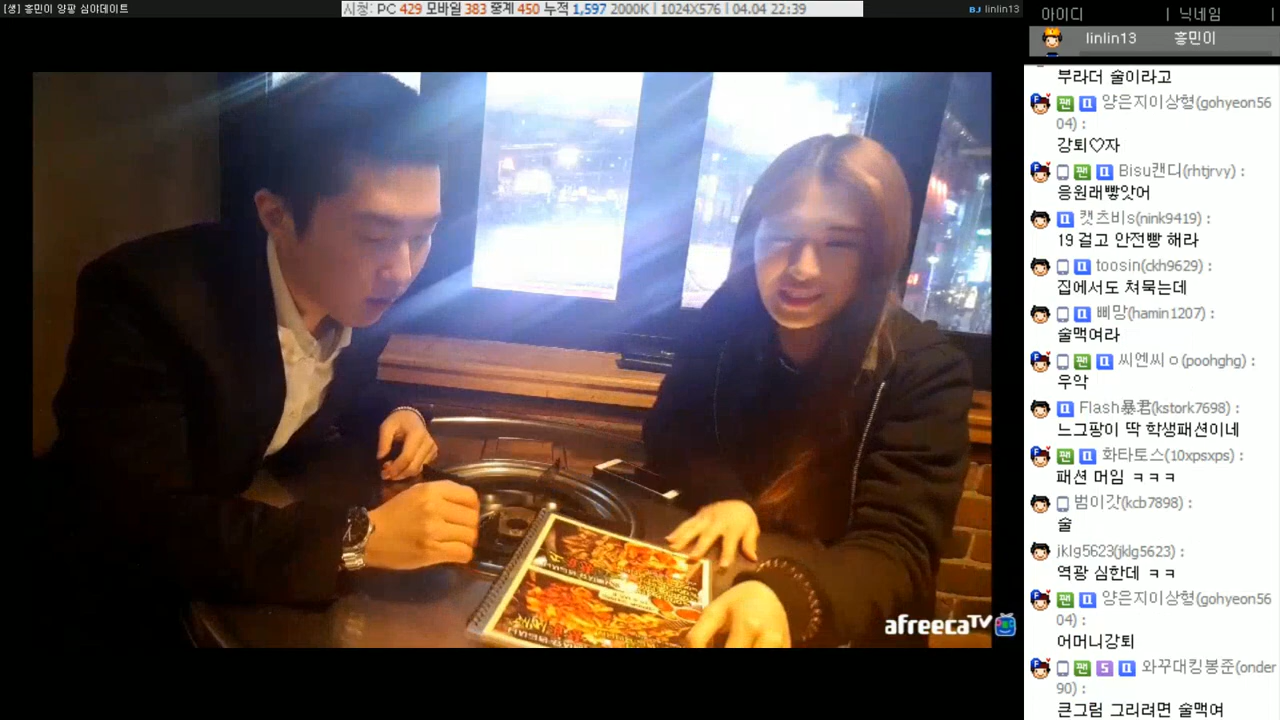 [생] 홍민이 양팡 심야데이트
시청: PC 429 모바일 383 중계 450 누적 1,597 2000K | 1024X576 | 04.04 22:39
BJ linlin13
아이디 | 닉네임 |
linlin13 홍민이
부라더 술이라고
팬 양은지이상형(gohyeon56
04) :
강퇴♡자
팬 Bisu캔디(rhtjrvy) :
응원래빻앗어
캣츠비s(nink9419) :
19 걸고 안전빵 해라
toosin(ckh9629) :
집에서도 쳐묵는데
삐망(hamin1207) :
술맥여라
팬 씨엔씨ㅇ(poohghg) :
우악
Flash暴君(kstork7698) :
느그팡이 딱 학생패션이네
팬 화타토스(10xpsxps) :
패션 머임 ㅋㅋㅋ
범이갓(kcb7898) :
술
jklg5623(jklg5623) :
역광 심한데 ㅋㅋ
팬 양은지이상형(gohyeon56
04) :
어머니강퇴
팬 S 와꾸대킹봉준(onder
90) :
큰그림 그리려면 술맥여
afreecaTV